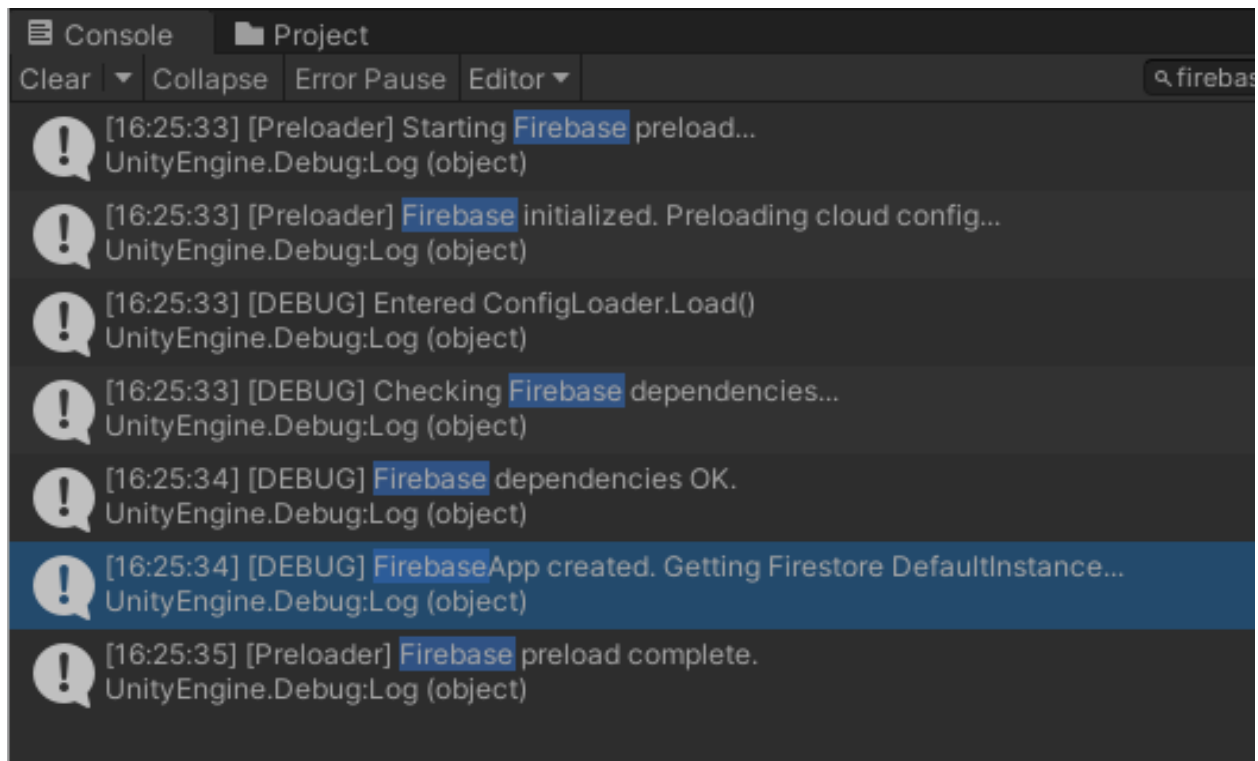 Console Project
Clear Collapse Error Pause Editor firebas
[16:25:33] [Preloader] Starting Firebase preload...
UnityEngine.Debug:Log (object)
[16:25:33] [Preloader] Firebase initialized. Preloading cloud config...
UnityEngine.Debug:Log (object)
[16:25:33] [DEBUG] Entered ConfigLoader.Load()
UnityEngine.Debug:Log (object)
[16:25:33] [DEBUG] Checking Firebase dependencies...
UnityEngine.Debug:Log (object)
[16:25:34] [DEBUG] Firebase dependencies OK.
UnityEngine.Debug:Log (object)
[16:25:34] [DEBUG] FirebaseApp created. Getting Firestore DefaultInstance...
UnityEngine.Debug:Log (object)
[16:25:35] [Preloader] Firebase preload complete.
UnityEngine.Debug:Log (object)